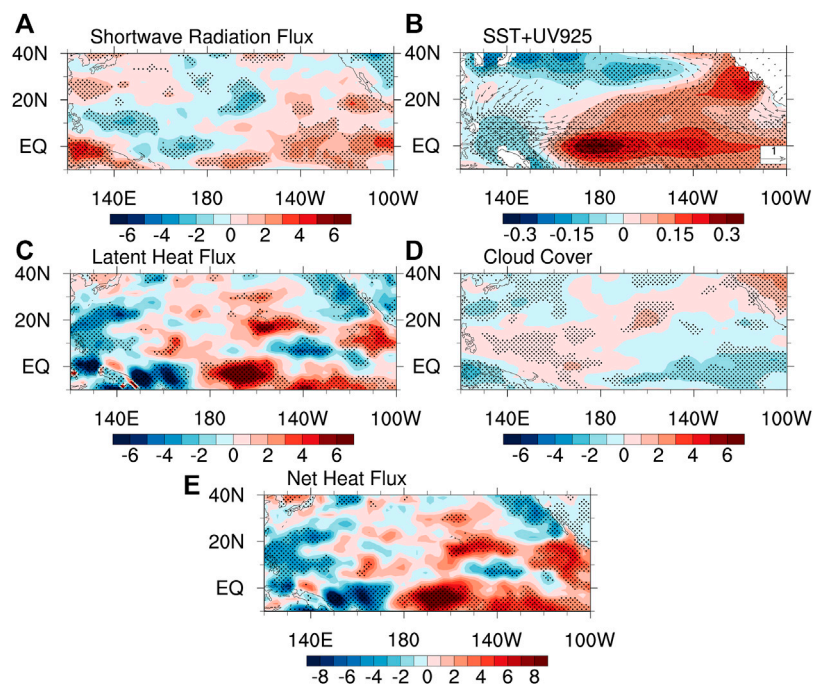 A
Shortwave Radiation Flux
40N
20N
EQ
140E 180 140W 100W
-6 -4 -2 0 2 4 6
B
SST+UV925
40N
20N
EQ
1
140E 180 140W 100W
-0.3 -0.15 0 0.15 0.3
C
Latent Heat Flux
40N
20N
EQ
140E 180 140W 100W
-6 -4 -2 0 2 4 6
D
Cloud Cover
40N
20N
EQ
140E 180 140W 100W
-6 -4 -2 0 2 4 6
E
Net Heat Flux
40N
20N
EQ
140E 180 140W 100W
-8 -6 -4 -2 0 2 4 6 8